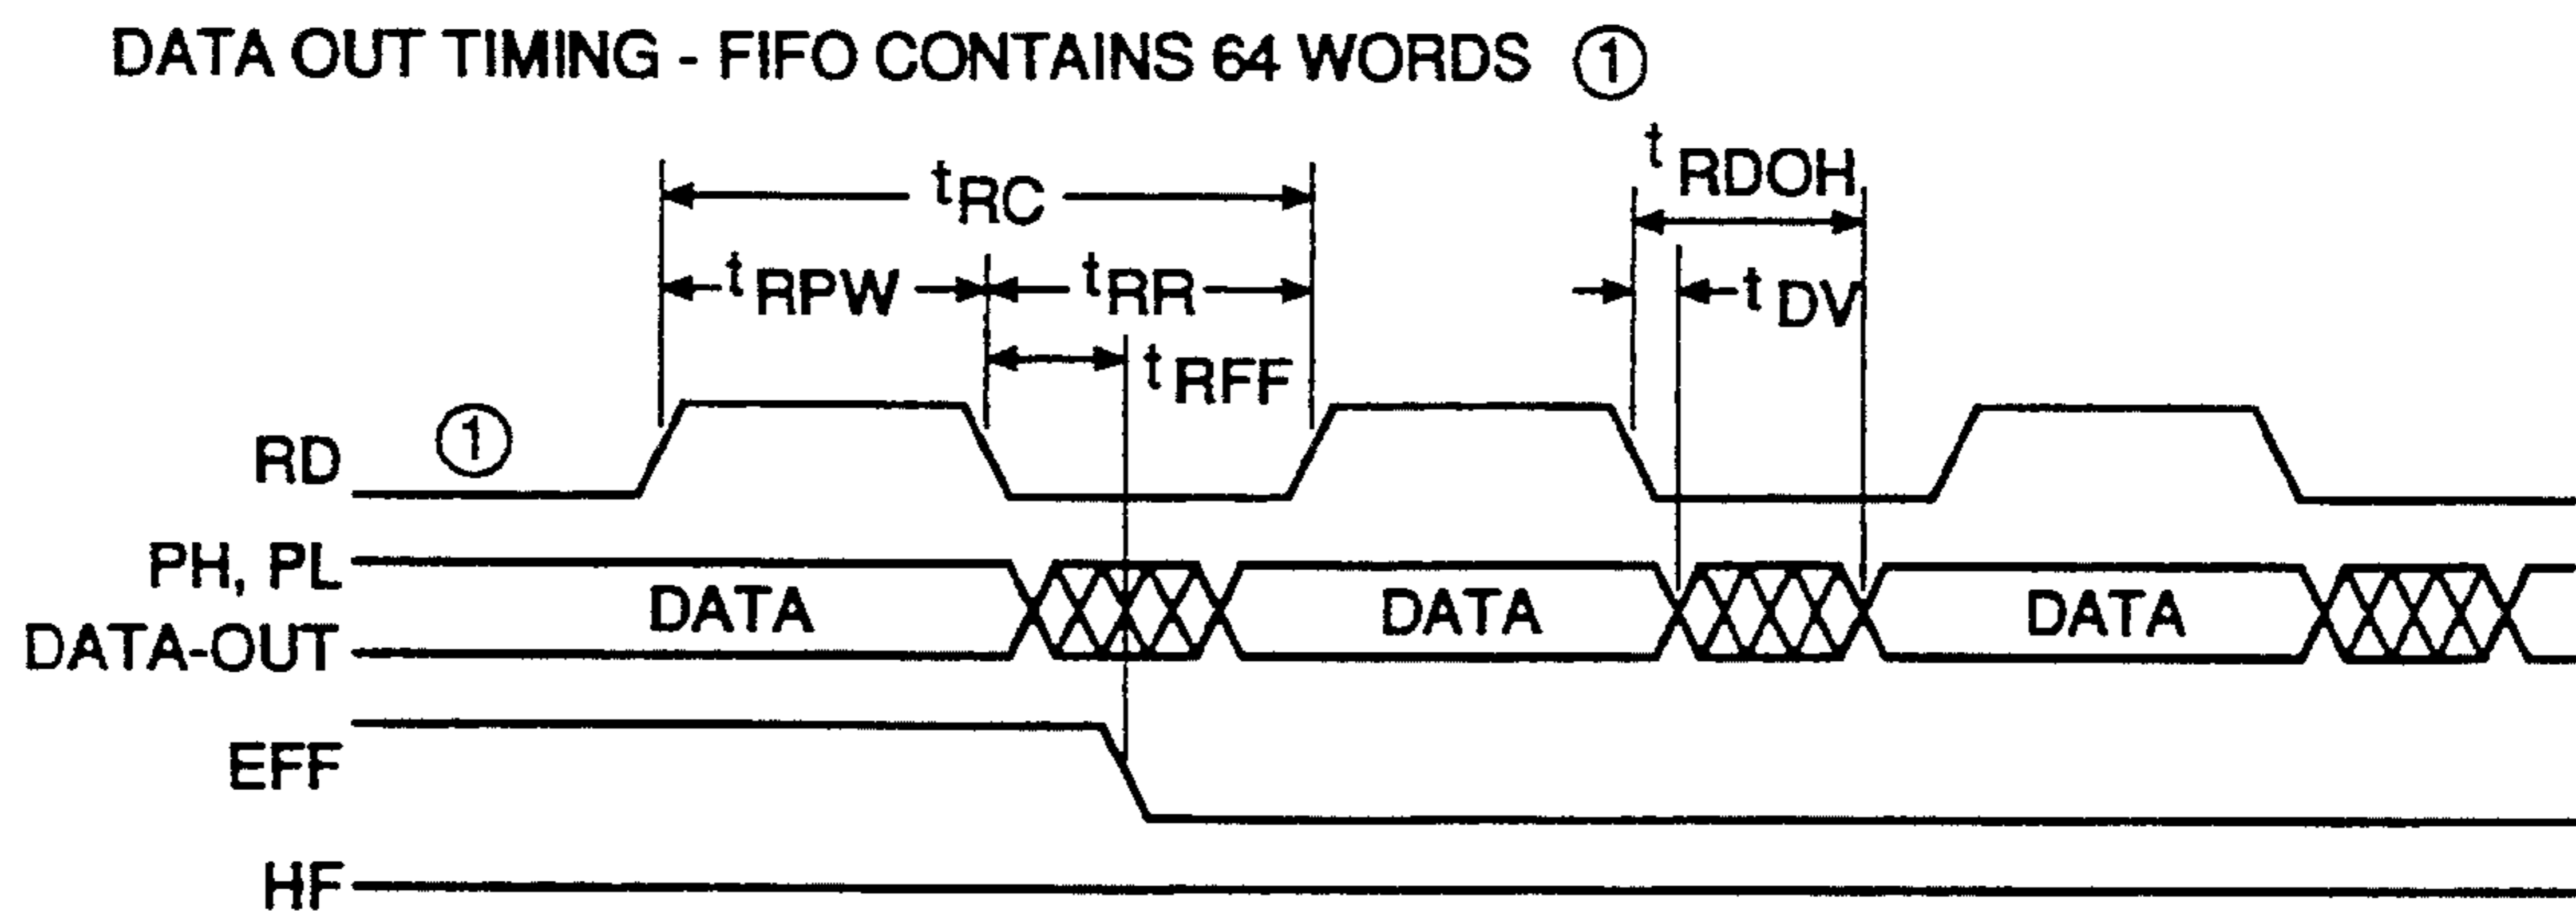 DATA OUT TIMING - FIFO CONTAINS 64 WORDS ①
tRC
tRDOH
tRPW
tRR
tDV
tRFF
RD ①
PH, PL
DATA-OUT
DATA DATA DATA
EFF
HF